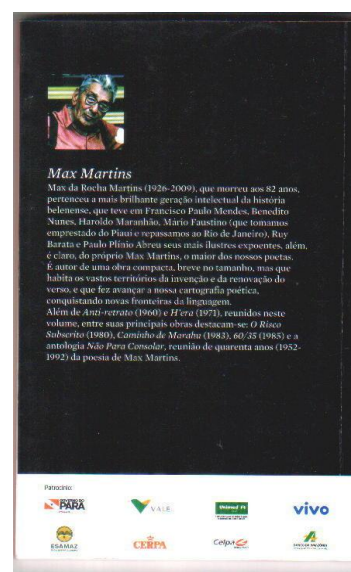 Max Martins
Max da Rocha Martins (1926-2009), que morreu aos 82 anos,
pertenceu a mais brilhante geração intelectual da história
belenense, que teve em Francisco Paulo Mendes, Benedito
Nunes, Haroldo Maranhão, Mário Faustino (que tomamos
emprestado do Piauí e repassamos ao Rio de Janeiro), Ruy
Barata e Paulo Plínio Abreu seus mais ilustres expoentes, além,
é claro, do próprio Max Martins, o maior dos nossos poetas.
É autor de uma obra compacta, breve no tamanho, mas que
habita os vastos territórios da invenção e da renovação do
verso, e que fez avançar a nossa cartografia poética,
conquistando novas fronteiras da linguagem.
Além de Anti-retrato (1960) e H'era (1971), reunidos neste
volume, entre suas principais obras destacam-se: O Risco
Subscrito (1980), Caminho de Marahu (1983), 60/35 (1985) e a
antologia Não Para Consolar, reunião de quarenta anos (1952-
1992) da poesia de Max Martins.
Patrocínio:
GOVERNO DO
PARÁ
VALE
Unimed
vivo
ESAMAZ
CERPA
Celpa